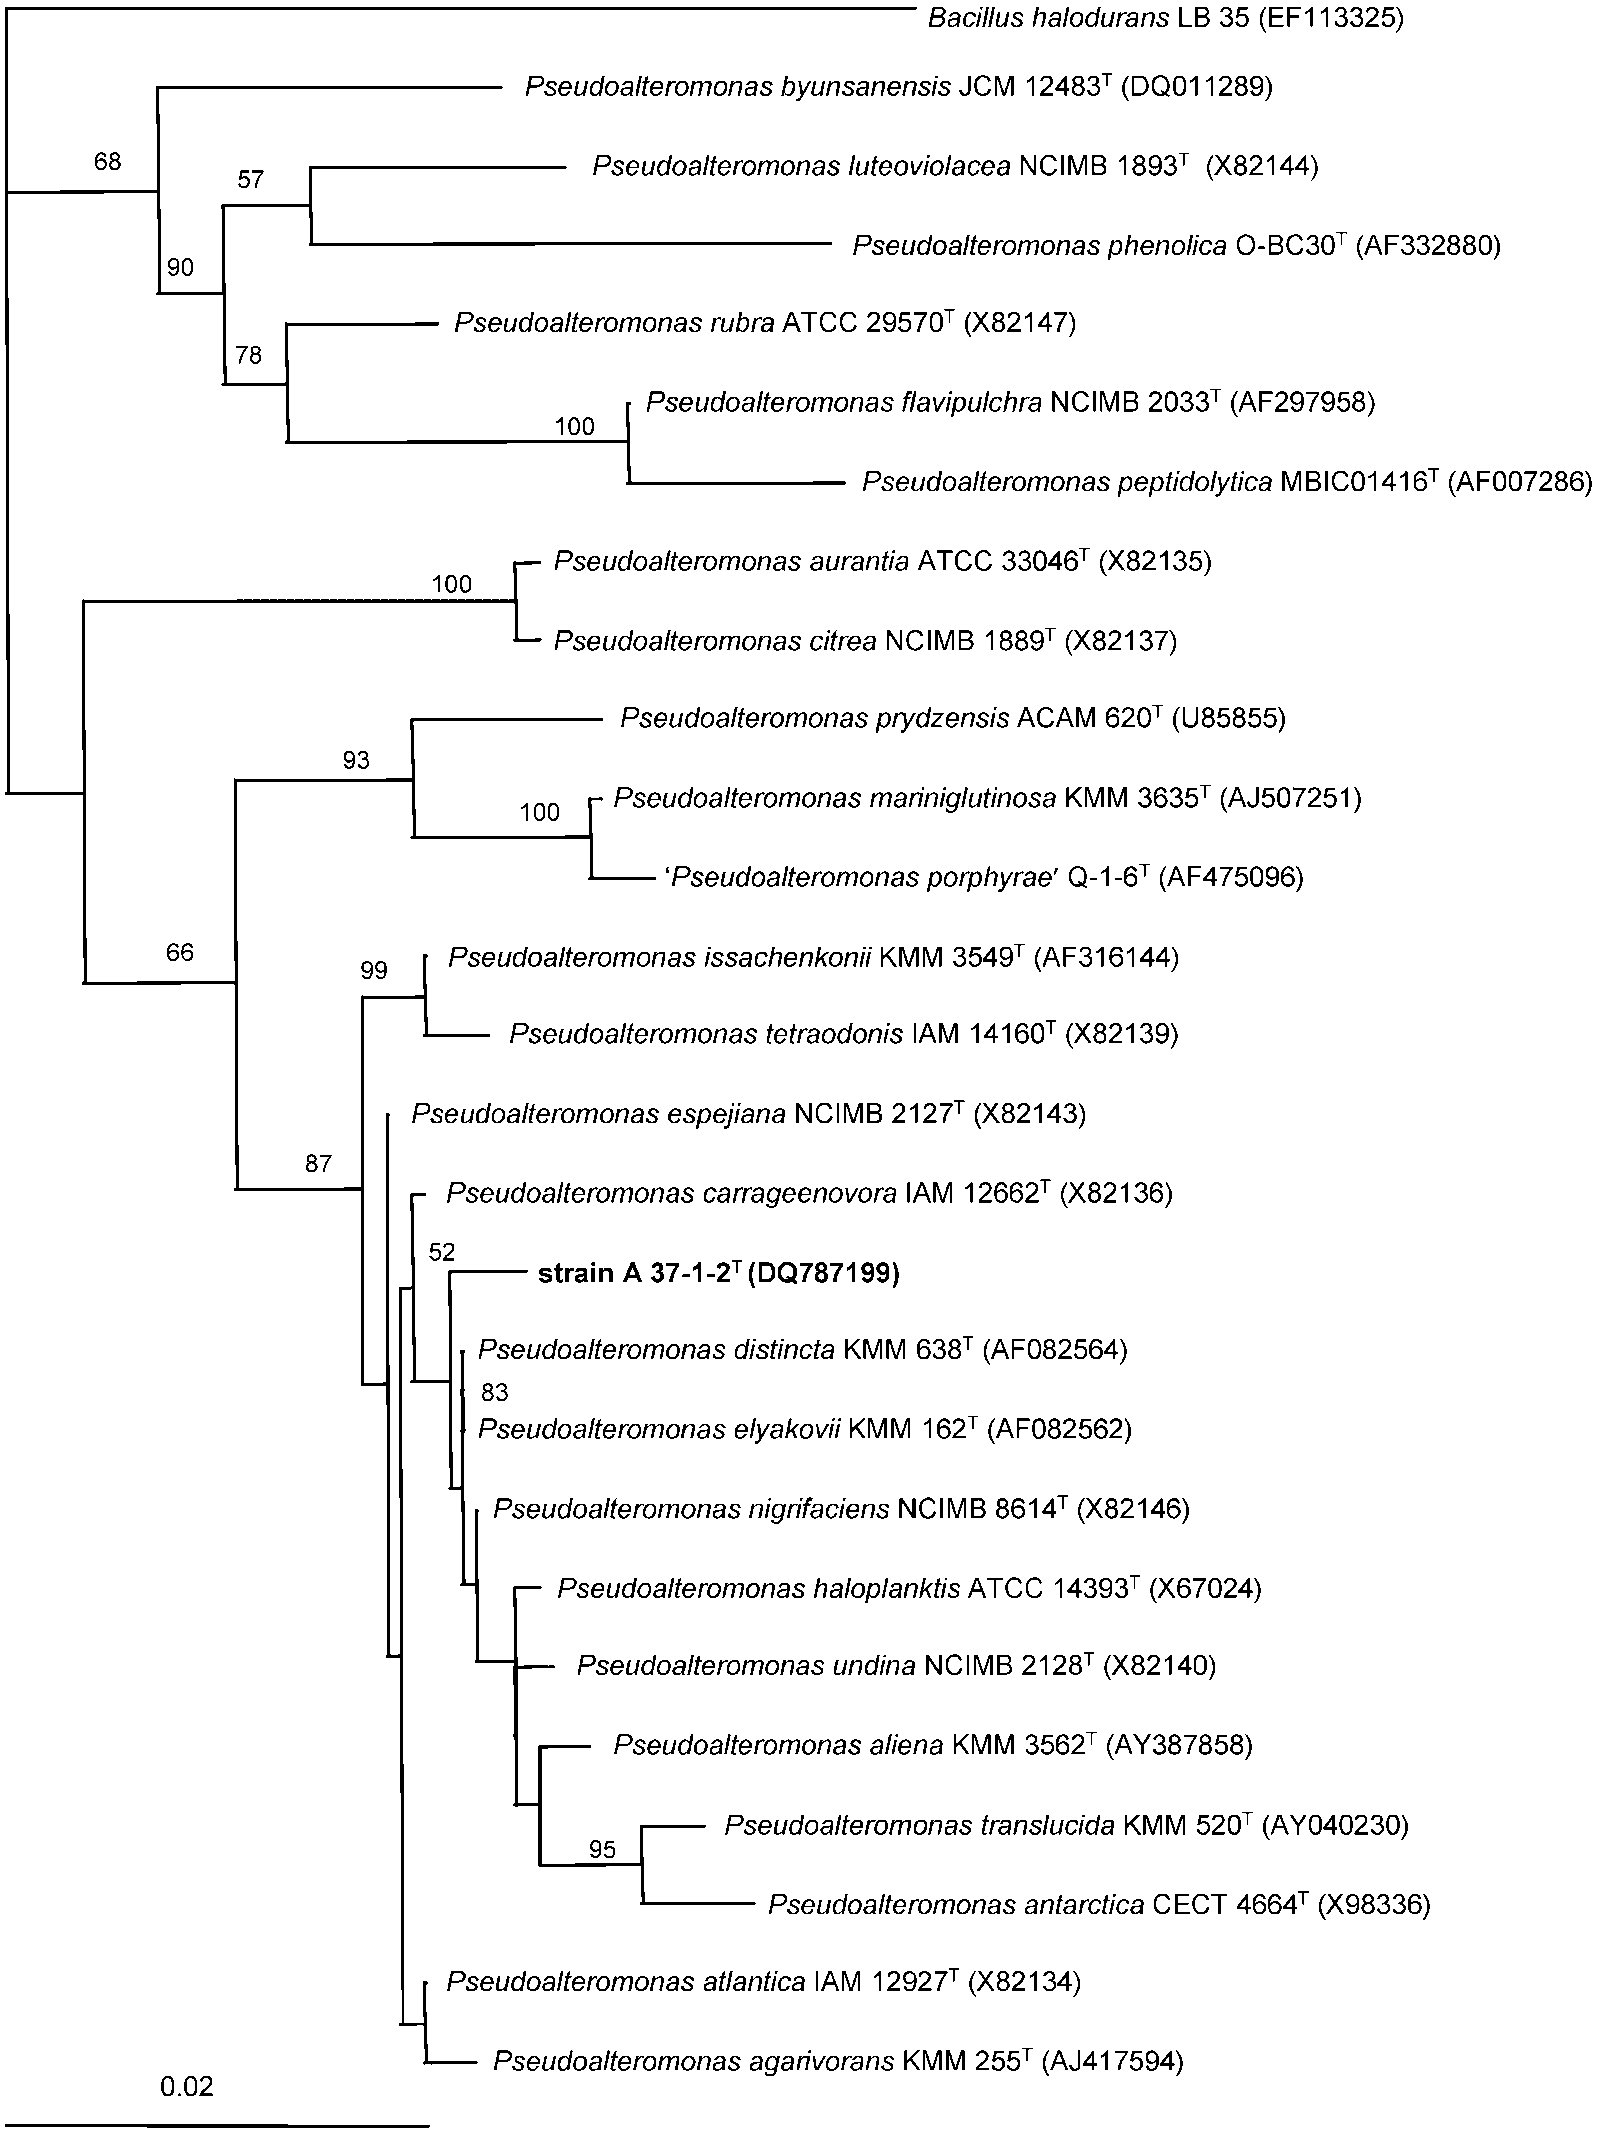 Bacillus halodurans LB 35 (EF113325)
Pseudoalteromonas byunsanensis JCM 12483ᵀ (DQ011289)
68
Pseudoalteromonas luteoviolacea NCIMB 1893ᵀ (X82144)
57
Pseudoalteromonas phenolica O-BC30ᵀ (AF332880)
90
Pseudoalteromonas rubra ATCC 29570ᵀ (X82147)
78
Pseudoalteromonas flavipulchra NCIMB 2033ᵀ (AF297958)
100
Pseudoalteromonas peptidolytica MBIC01416ᵀ (AF007286)
Pseudoalteromonas aurantia ATCC 33046ᵀ (X82135)
100
Pseudoalteromonas citrea NCIMB 1889ᵀ (X82137)
Pseudoalteromonas prydzensis ACAM 620ᵀ (U85855)
93
Pseudoalteromonas mariniglutinosa KMM 3635ᵀ (AJ507251)
100
‘Pseudoalteromonas porphyrae’ Q-1-6ᵀ (AF475096)
66
Pseudoalteromonas issachenkonii KMM 3549ᵀ (AF316144)
99
Pseudoalteromonas tetraodonis IAM 14160ᵀ (X82139)
Pseudoalteromonas espejiana NCIMB 2127ᵀ (X82143)
87
Pseudoalteromonas carrageenovora IAM 12662ᵀ (X82136)
52
strain A 37-1-2ᵀ (DQ787199)
Pseudoalteromonas distincta KMM 638ᵀ (AF082564)
83
Pseudoalteromonas elyakovii KMM 162ᵀ (AF082562)
Pseudoalteromonas nigrifaciens NCIMB 8614ᵀ (X82146)
Pseudoalteromonas haloplanktis ATCC 14393ᵀ (X67024)
Pseudoalteromonas undina NCIMB 2128ᵀ (X82140)
Pseudoalteromonas aliena KMM 3562ᵀ (AY387858)
Pseudoalteromonas translucida KMM 520ᵀ (AY040230)
95
Pseudoalteromonas antarctica CECT 4664ᵀ (X98336)
Pseudoalteromonas atlantica IAM 12927ᵀ (X82134)
Pseudoalteromonas agarivorans KMM 255ᵀ (AJ417594)
0.02